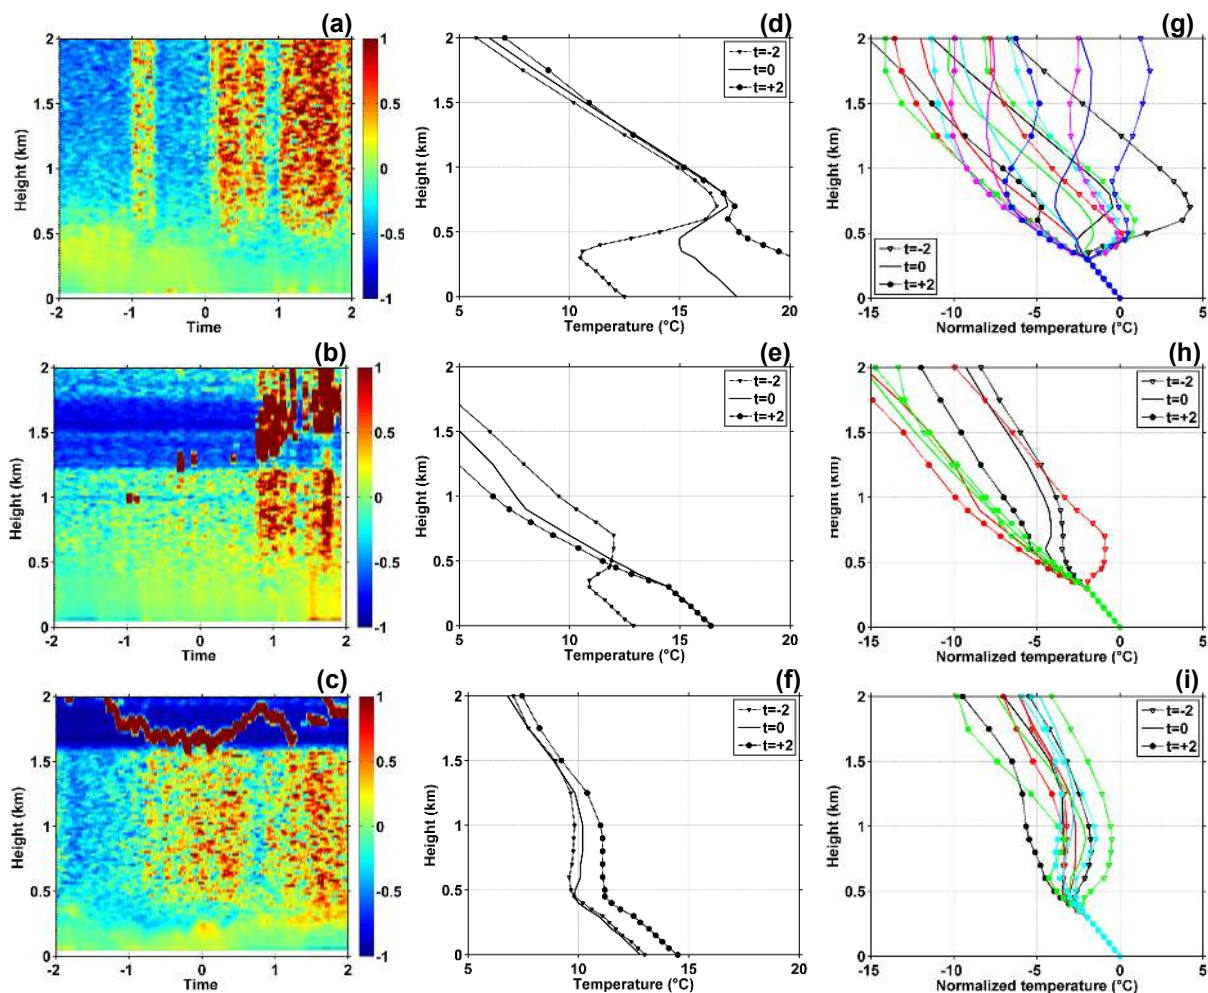 (a)
2
1.5
1
0.5
0
Height (km)
-2
-1
0
1
2
Time
1
0.5
0
-0.5
-1
(d)
2
1.5
1
0.5
0
Height (km)
5
10
15
20
Temperature (°C)
t=-2
t=0
t=+2
(g)
2
1.5
1
0.5
0
Height (km)
-15
-10
-5
0
5
Normalized temperature (°C)
t=-2
t=0
t=+2
(b)
2
1.5
1
0.5
0
Height (km)
-2
-1
0
1
2
Time
1
0.5
0
-0.5
-1
(e)
2
1.5
1
0.5
0
Height (km)
5
10
15
20
Temperature (°C)
t=-2
t=0
t=+2
(h)
2
1.5
1
0.5
0
Height (km)
-15
-10
-5
0
5
Normalized temperature (°C)
t=-2
t=0
t=+2
(c)
2
1.5
1
0.5
0
Height (km)
-2
-1
0
1
2
Time
1
0.5
0
-0.5
-1
(f)
2
1.5
1
0.5
0
Height (km)
5
10
15
20
Temperature (°C)
t=-2
t=0
t=+2
(i)
2
1.5
1
0.5
0
Height (km)
-15
-10
-5
0
5
Normalized temperature (°C)
t=-2
t=0
t=+2